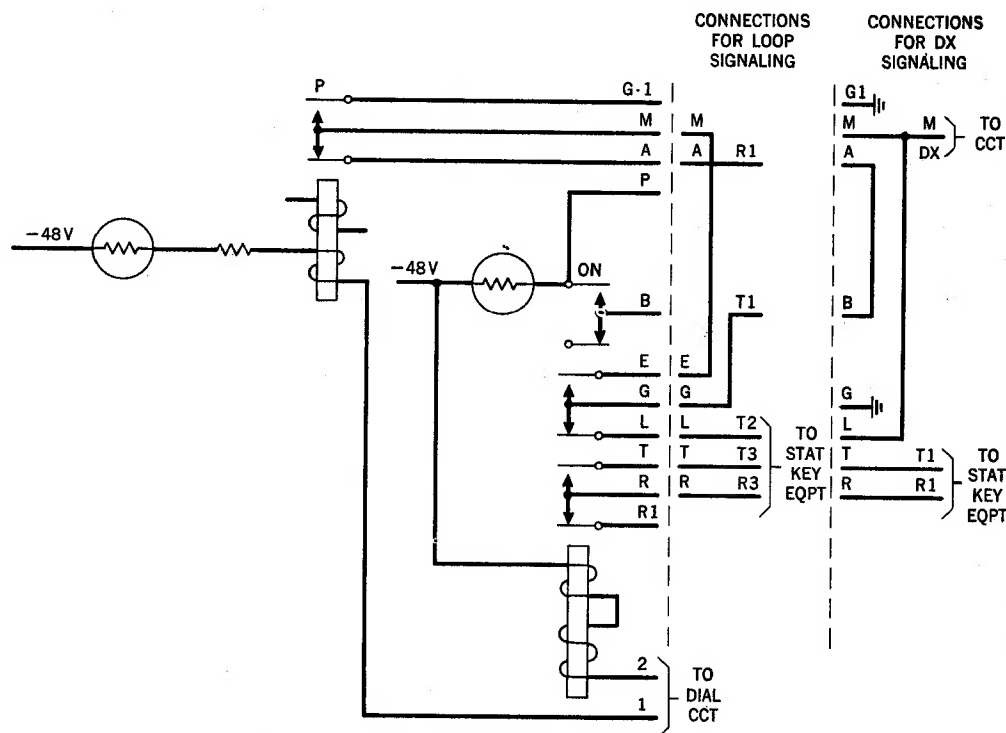 CONNECTIONS
FOR LOOP
SIGNALING
CONNECTIONS
FOR DX
SIGNALING
P
G-1
G1
M
M
M
M
TO
CCT
A
A
R1
A
DX
P
-48V
-48V
ON
B
T1
B
E
E
G
G
G
L
L
T2
L
T
T
T3
T
T1
R
R
R3
R
R1
R1
TO
STAT
KEY
EQPT
TO
STAT
KEY
EQPT
2
1
TO
DIAL
CCT